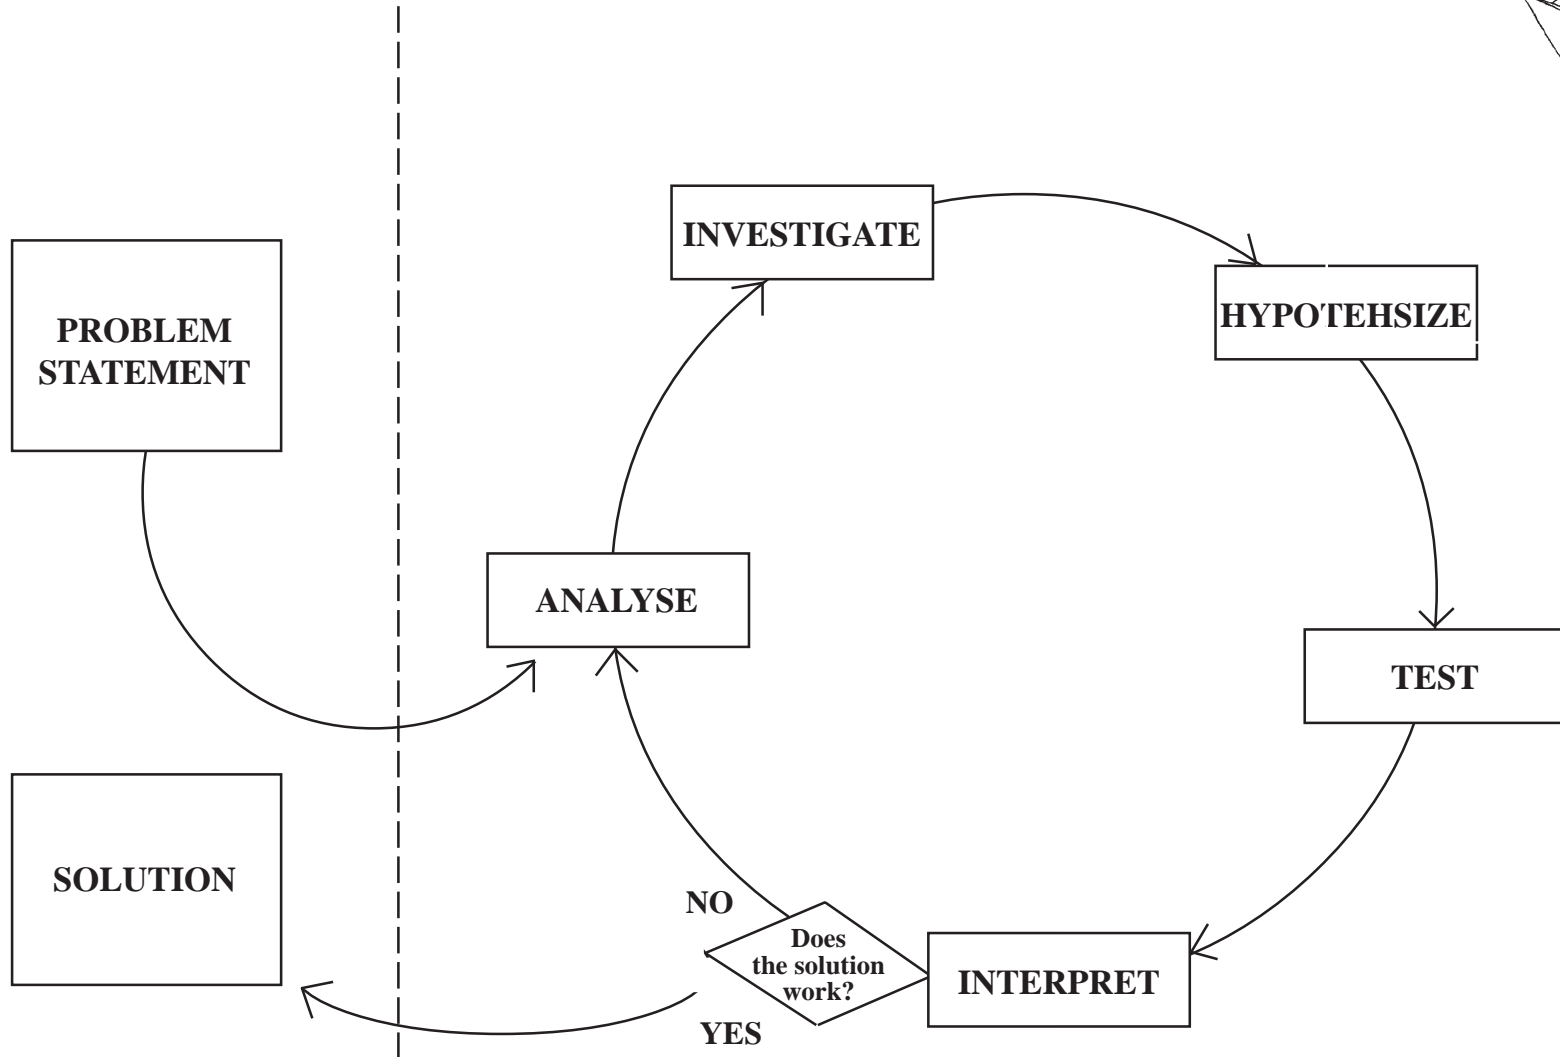 PROBLEM
STATEMENT
ANALYSE
INVESTIGATE
HYPOTEHSIZE
TEST
INTERPRET
Does
the solution
work?
NO
YES
SOLUTION